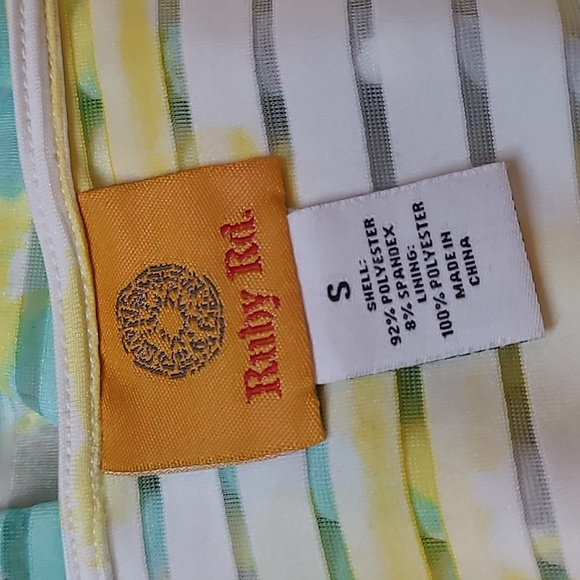 Ruby Rd.
S
SHELL:
92% POLYESTER
8% SPANDEX
LINING:
100% POLYESTER
MADE IN
CHINA